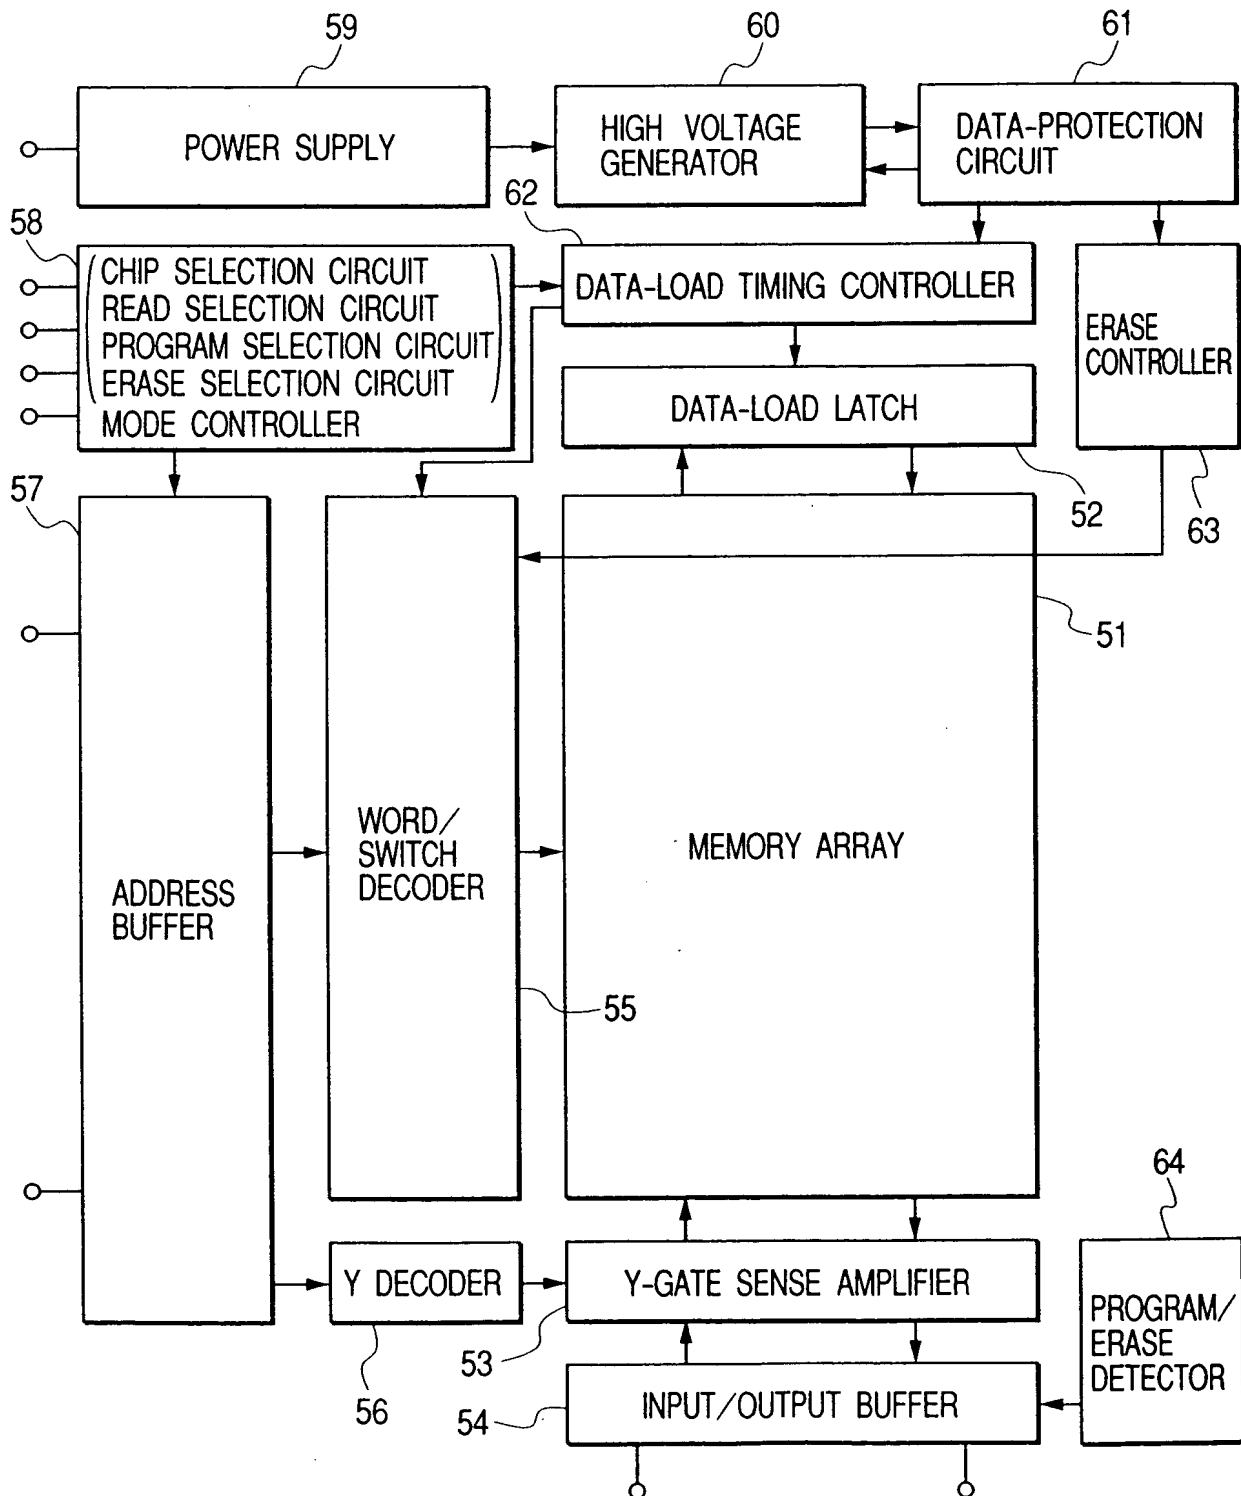 59
60
61
POWER SUPPLY
HIGH VOLTAGE
GENERATOR
DATA-PROTECTION
CIRCUIT
58
62
(CHIP SELECTION CIRCUIT
READ SELECTION CIRCUIT
PROGRAM SELECTION CIRCUIT
ERASE SELECTION CIRCUIT)
MODE CONTROLLER
DATA-LOAD TIMING CONTROLLER
ERASE
CONTROLLER
DATA-LOAD LATCH
57
52
63
51
WORD/
SWITCH
DECODER
MEMORY ARRAY
ADDRESS
BUFFER
55
64
Y DECODER
Y-GATE SENSE AMPLIFIER
PROGRAM/
ERASE
DETECTOR
53
56
54
INPUT/OUTPUT BUFFER